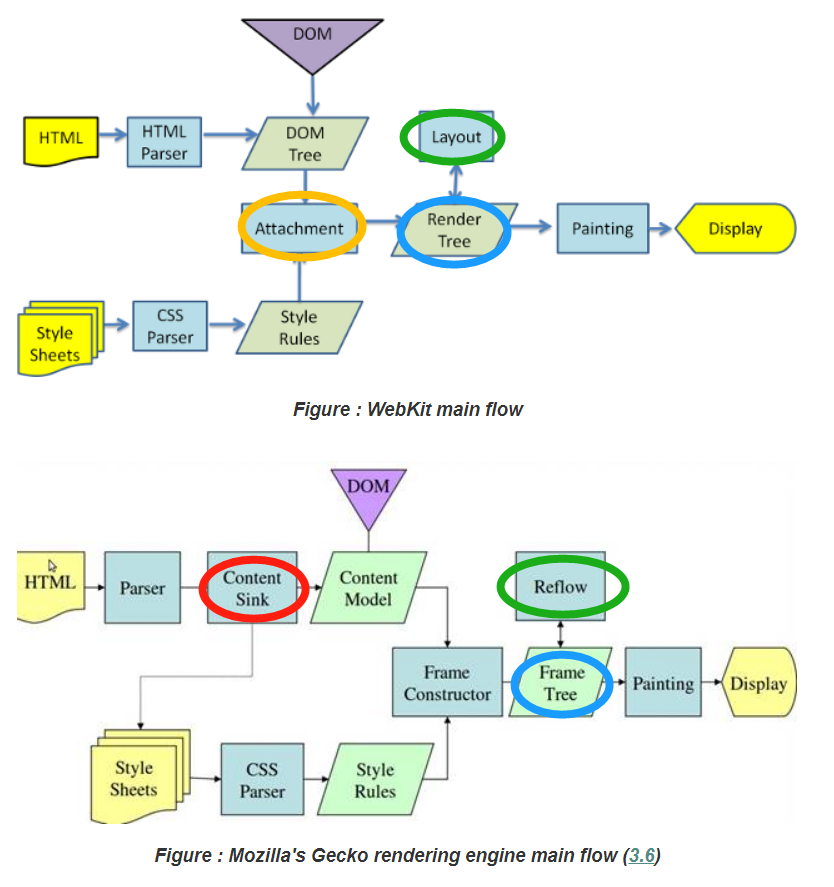 DOM
HTML
HTML
Parser
DOM
Tree
Layout
Attachment
Render
Tree
Painting
Display
Style
Sheets
CSS
Parser
Style
Rules
Figure : WebKit main flow
DOM
HTML
Parser
Content
Sink
Content
Model
Reflow
Frame
Constructor
Frame
Tree
Painting
Display
Style
Sheets
CSS
Parser
Style
Rules
Figure : Mozilla's Gecko rendering engine main flow (3.6)